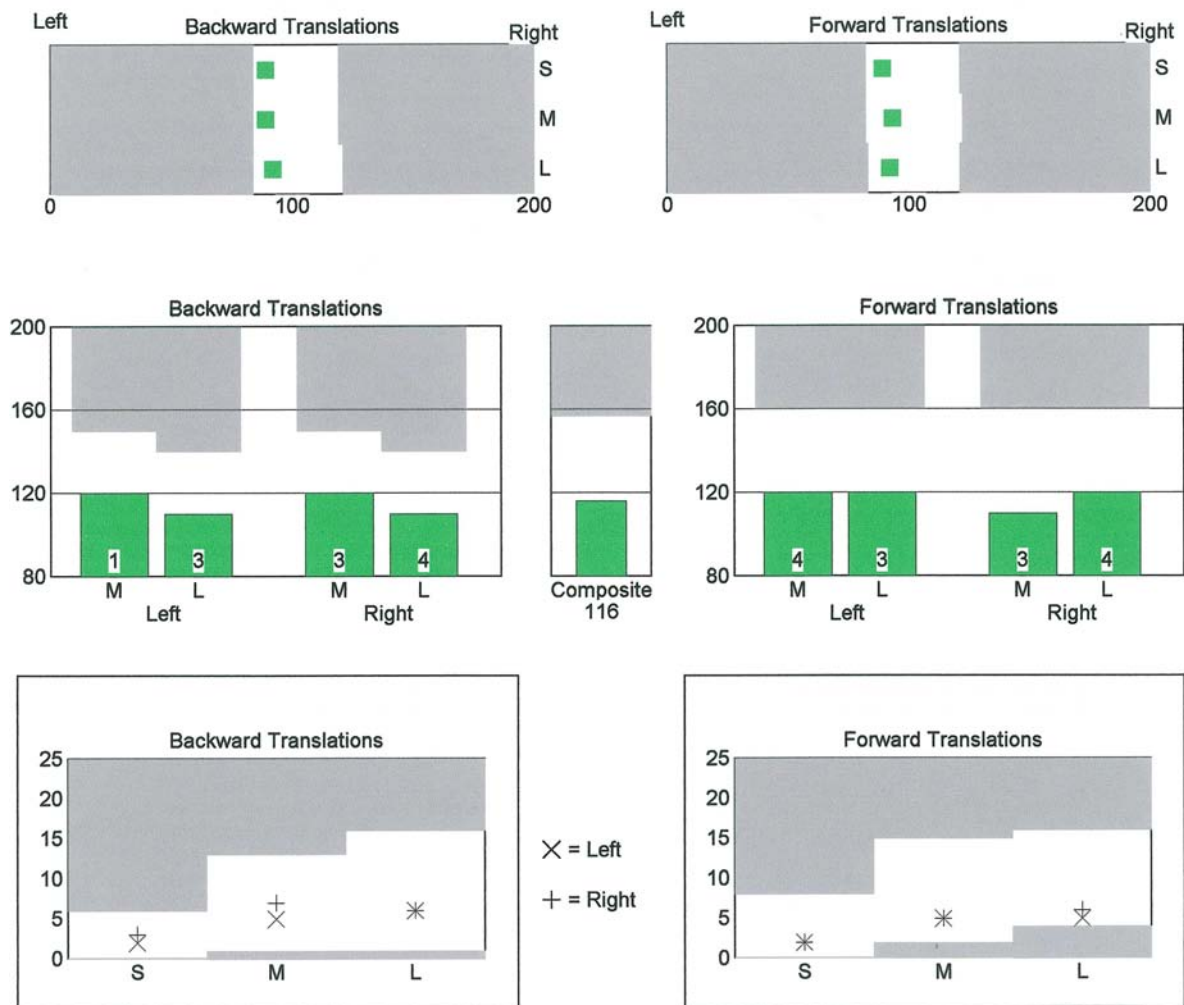 Left Backward Translations Right
S
M
L
0 100 200
Left Forward Translations Right
S
M
L
0 100 200
Backward Translations
200
160
120
80
1 3 3 4
M L M L
Left Right
Composite
116
Forward Translations
200
160
120
80
4 3 3 4
M L M L
Left Right
Backward Translations
25
20
15
10
5
0
S M L
× = Left
+ = Right
Forward Translations
25
20
15
10
5
0
S M L